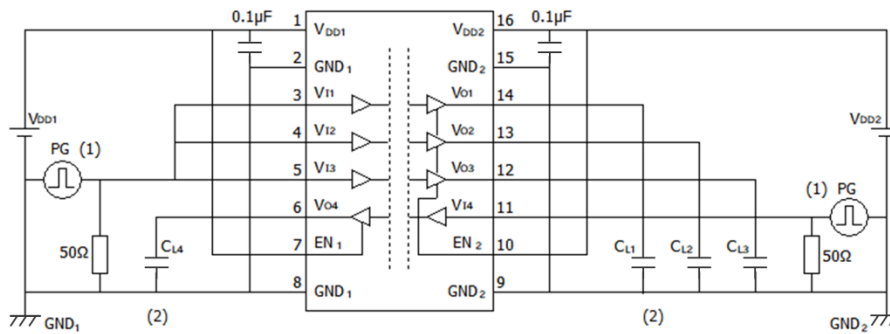 0.1μF 1 16 0.1μF
VDD1 VDD2
2 15
GND1 GND2
3 VI1 VO1 14
VDD1 4 VI2 VO2 13 VDD2
PG (1) 5 VI3 VO3 12 (1) PG
6 VO4 VI4 11
50Ω CL4 7 EN1 EN2 10 CL1 CL2 CL3 50Ω
8 9
GND1 (2) GND1 GND2 (2) GND2